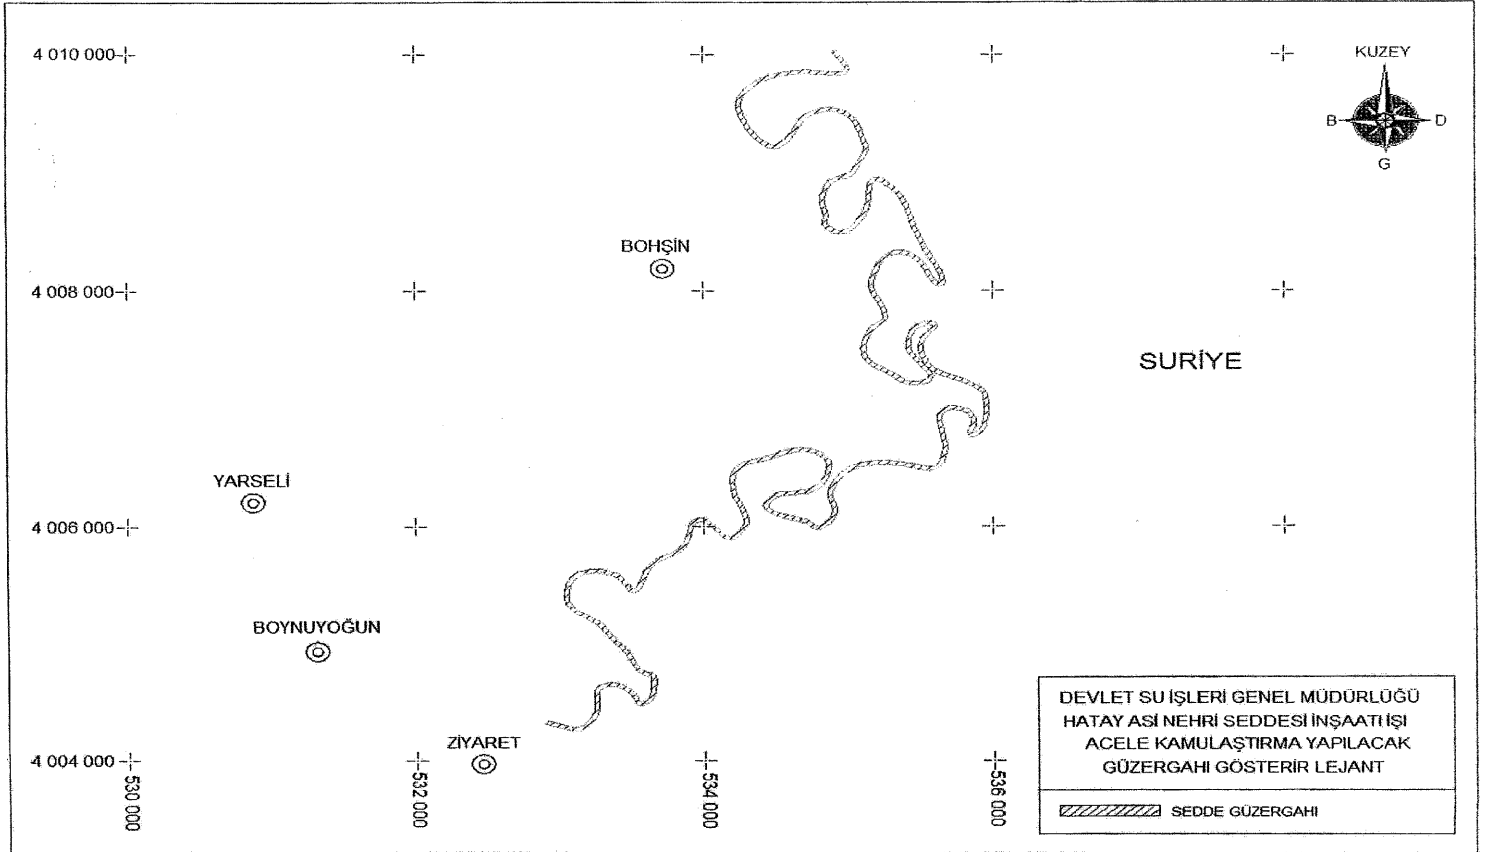 4 010 000
KUZEY
B
D
G
BOHŞİN
4 008 000
SURİYE
YARSELİ
4 006 000
BOYNUYOĞUN
ZİYARET
4 004 000
530 000
532 000
534 000
536 000
DEVLET SU İŞLERİ GENEL MÜDÜRLÜĞÜ
HATAY ASİ NEHRİ SEDDESİ İNŞAATI İŞI
ACELE KAMULAŞTIRMA YAPILACAK
GÜZERGAHI GÖSTERİR LEJANT
SEDDE GÜZERGAHI